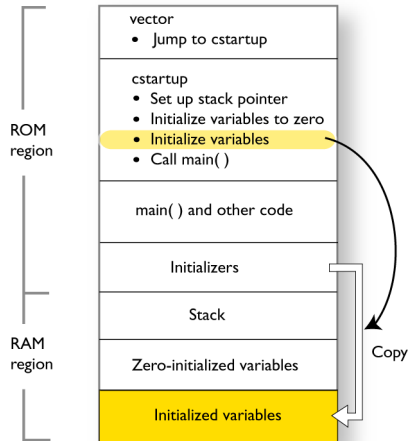 vector
• Jump to cstartup
cstartup
• Set up stack pointer
• Initialize variables to zero
• Initialize variables
• Call main( )
ROM
region
main( ) and other code
Initializers
Stack
RAM
region
Copy
Zero-initialized variables
Initialized variables